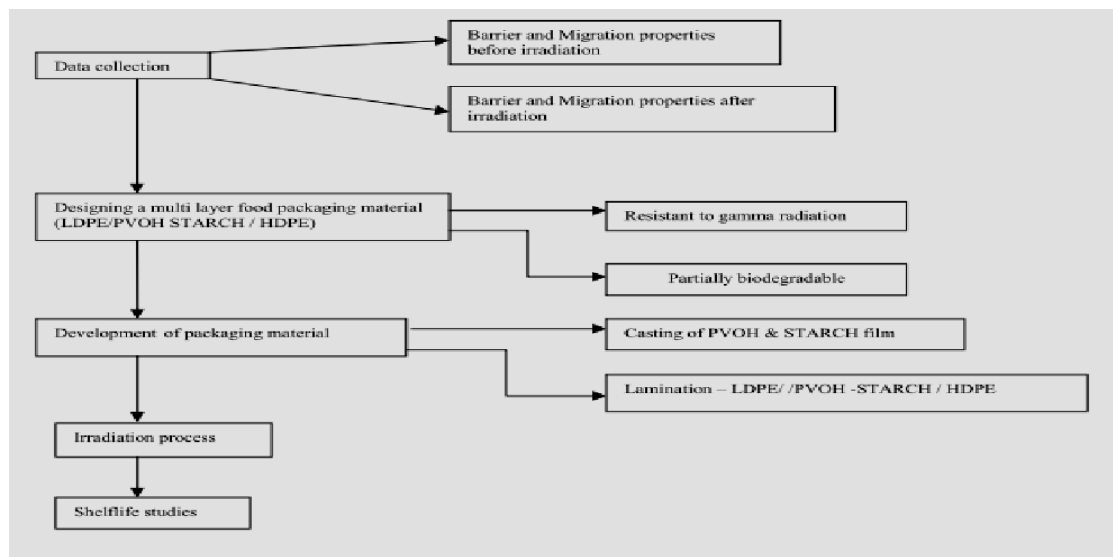 Barrier and Migration properties
before irradiation
Data collection
Barrier and Migration properties after
irradiation
Designing a multi layer food packaging material
(LDPE/PVOH STARCH / HDPE)
Resistant to gamma radiation
Partially biodegradable
Development of packaging material
Casting of PVOH & STARCH film
Lamination – LDPE/ /PVOH -STARCH / HDPE
Irradiation process
Shelflife studies